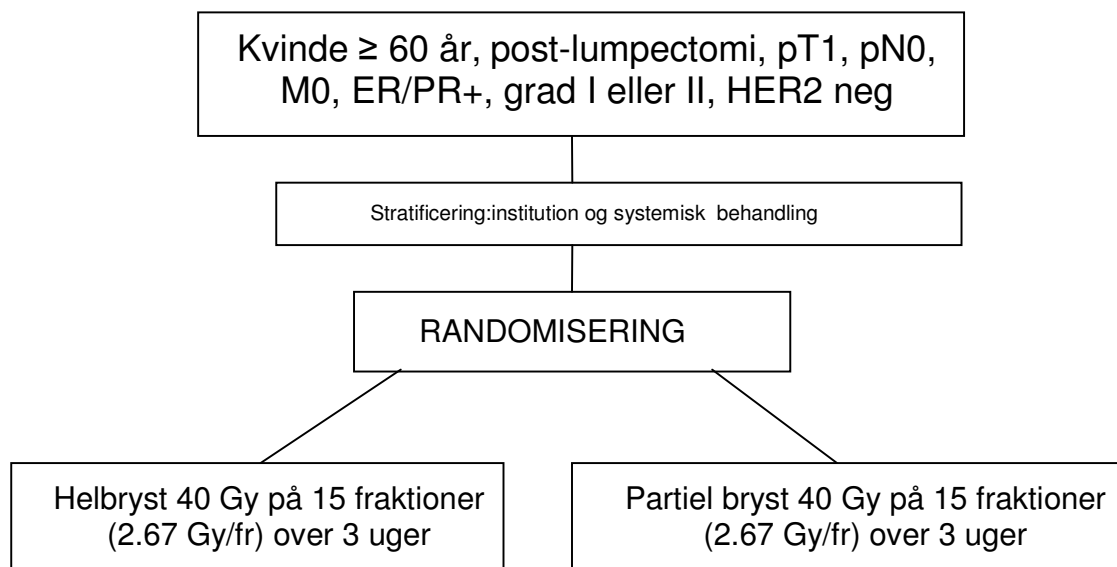 Kvinde ≥ 60 år, post-lumpectomi, pT1, pN0,
M0, ER/PR+, grad I eller II, HER2 neg
Stratificering:institution og systemisk behandling
RANDOMISERING
Helbryst 40 Gy på 15 fraktioner
(2.67 Gy/fr) over 3 uger
Partiel bryst 40 Gy på 15 fraktioner
(2.67 Gy/fr) over 3 uger